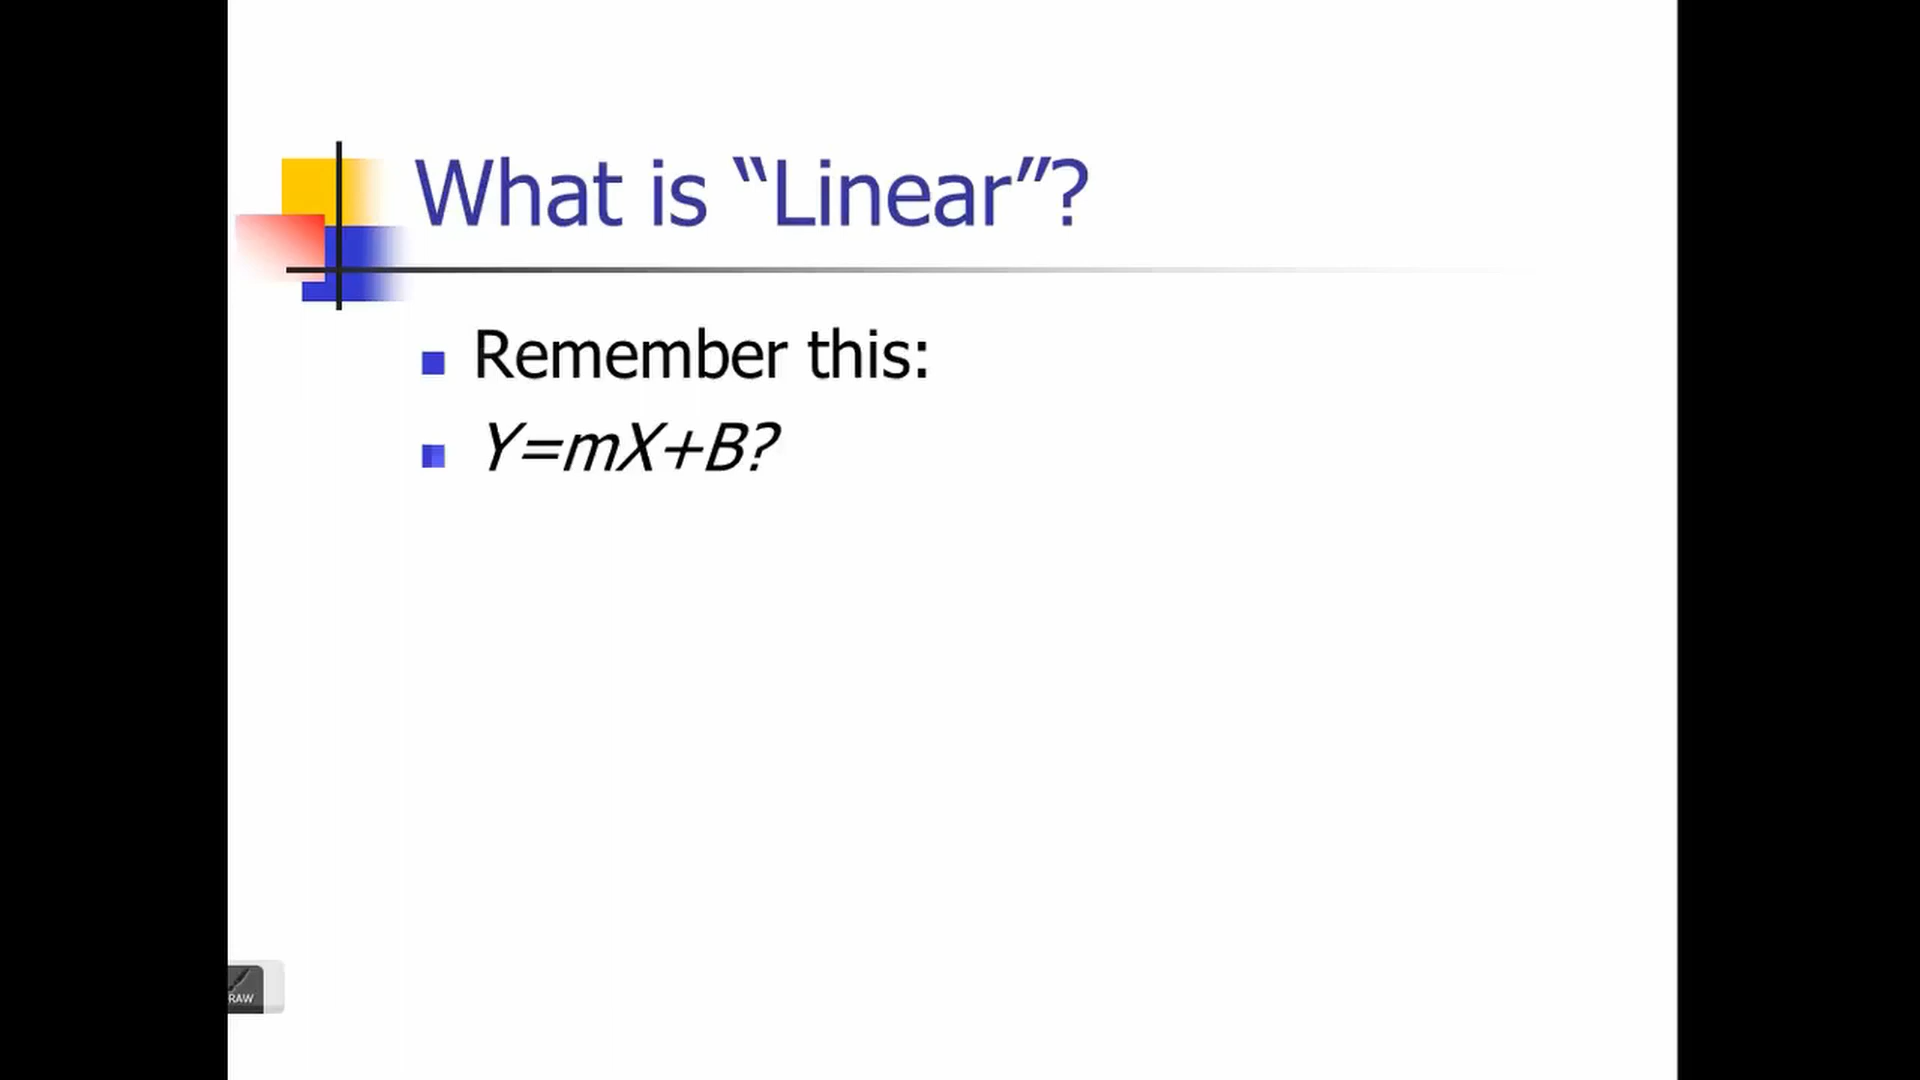 What is “Linear”?
Remember this:
Y=mX+B?
RAW